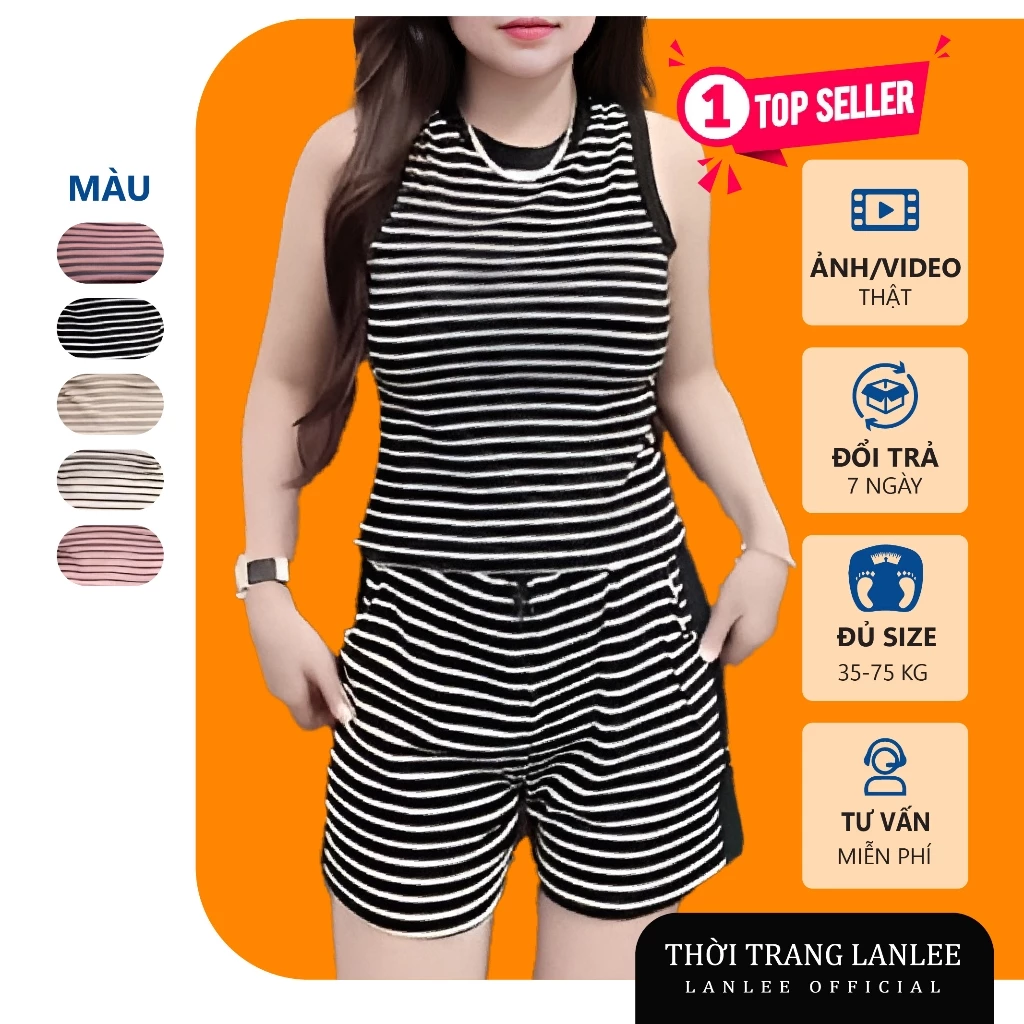 1 TOP SELLER
MÀU
ẢNH/VIDEO
THẬT
ĐỔI TRẢ
7 NGÀY
ĐỦ SIZE
35-75 KG
TƯ VẤN
MIỄN PHÍ
THỜI TRANG LANLEE
LANLEE OFFICIAL